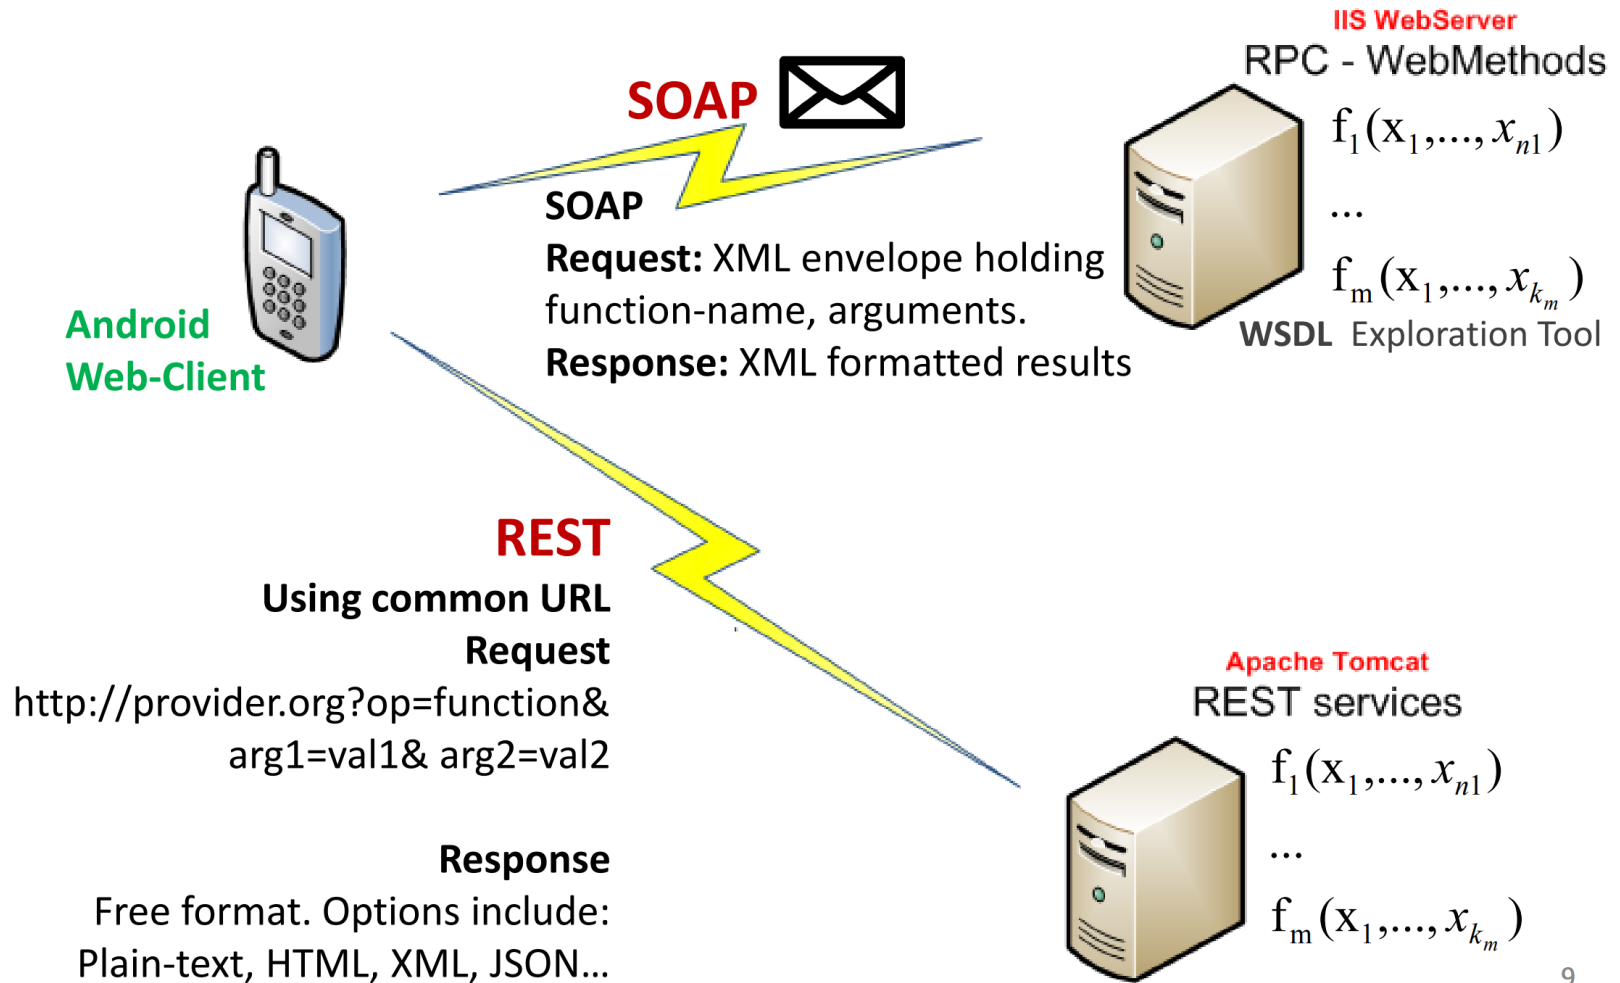 IIS WebServer
RPC - WebMethods
SOAP
f1(x1,..., xn1)
...
fm(x1,..., xkm)
WSDL Exploration Tool
SOAP
Request: XML envelope holding
function-name, arguments.
Response: XML formatted results
Android
Web-Client
REST
Using common URL
Request
http://provider.org?op=function&
arg1=val1& arg2=val2
Response
Free format. Options include:
Plain-text, HTML, XML, JSON...
Apache Tomcat
REST services
f1(x1,..., xn1)
...
fm(x1,..., xkm)
9